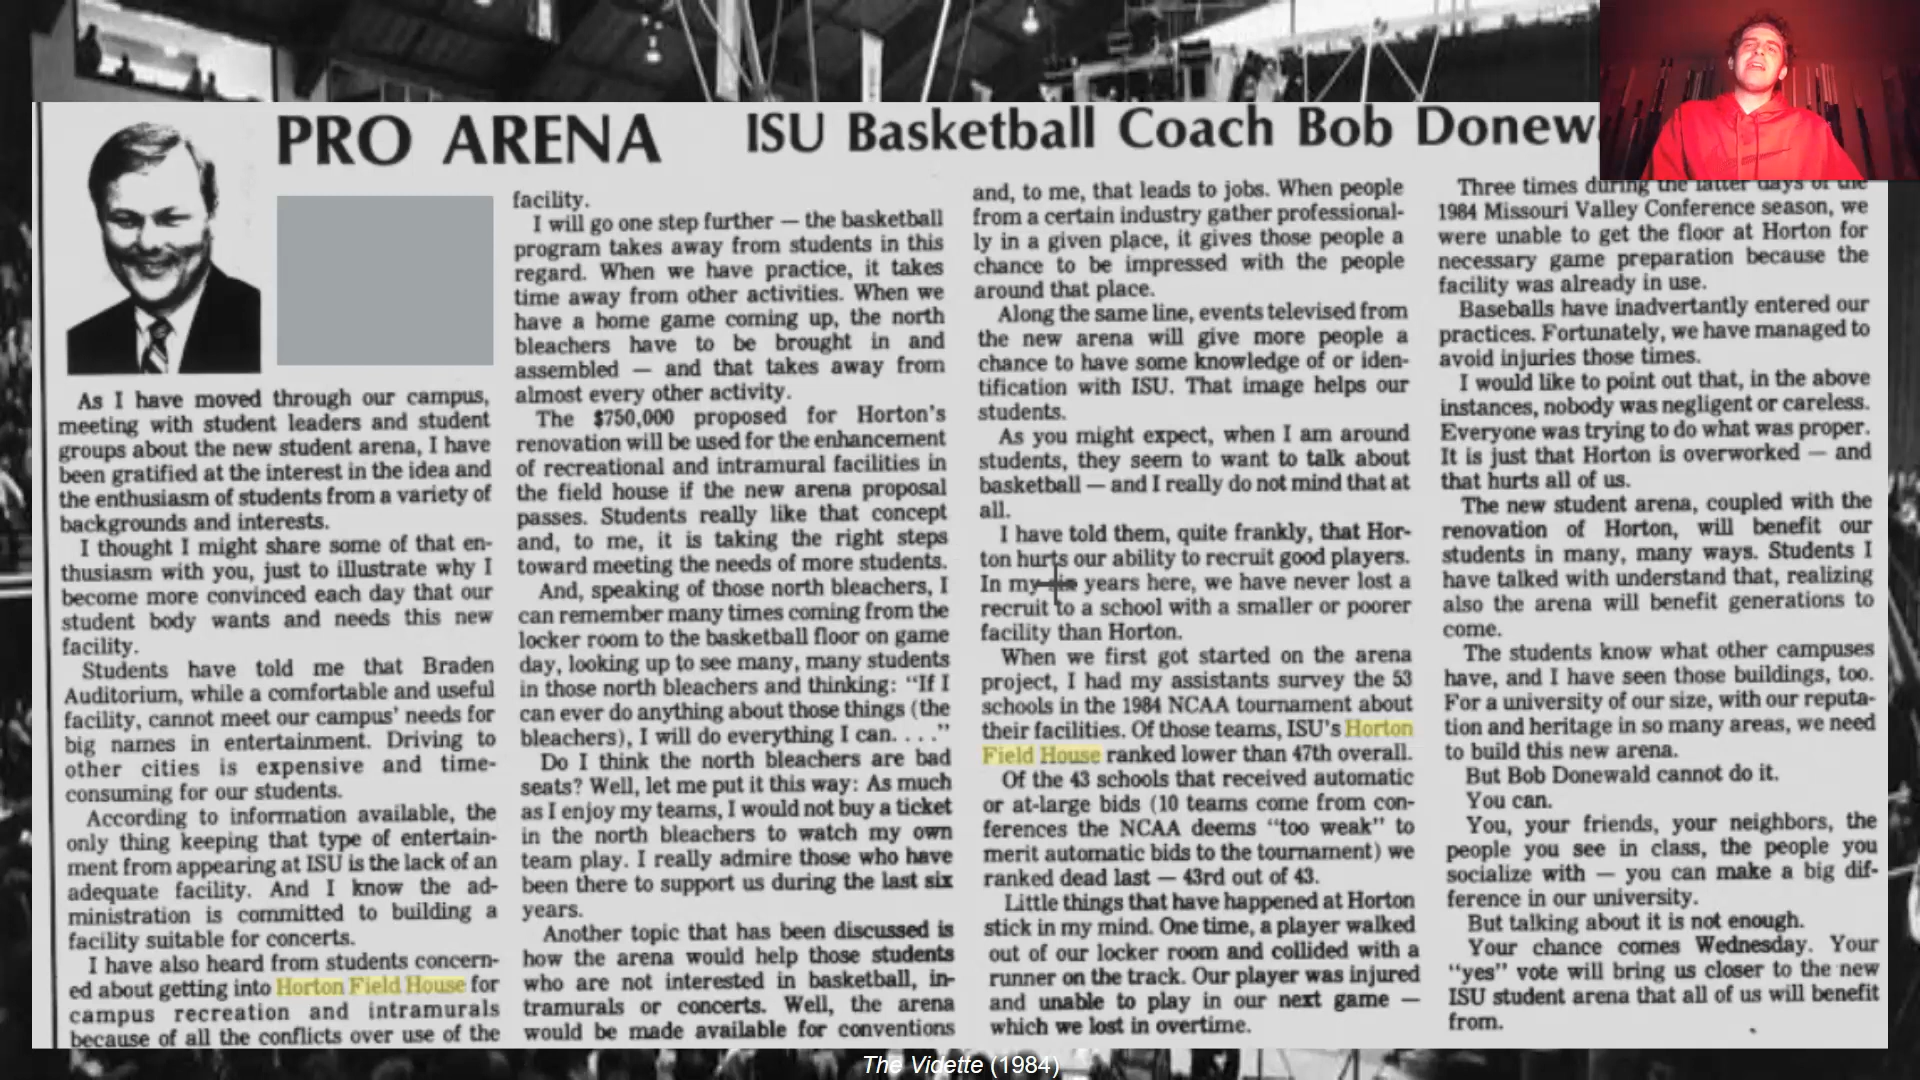 PRO ARENA
ISU Basketball Coach Bob
As I have moved through our campus,
meeting with student leaders and student
groups about the new student arena, I have
been gratified at the interest in the idea and
the enthusiasm of students from a variety of
backgrounds and interests.
I thought I might share some of that en-
thusiasm with you, just to illustrate why I
become more convinced each day that our
student body wants and needs this new
facility.
Students have told me that Braden
Auditorium, while a comfortable and useful
facility, cannot meet our campus' needs for
big names in entertainment. Driving to
other cities is expensive and time-
consuming for our students.
According to information available, the
only thing keeping that type of entertain-
ment from appearing at ISU is the lack of an
adequate facility. And I know the ad-
ministration is committed to building a
facility suitable for concerts.
I have also heard from students concern-
ed about getting into Horton Field House for
campus recreation and intramurals
because of all the conflicts over use of the
facility.
I will go one step further — the basketball
program takes away from students in this
regard. When we have practice, it takes
time away from other activities. When we
have a home game coming up, the north
bleachers have to be brought in and
assembled — and that takes away from
almost every other activity.
The $750,000 proposed for Horton's
renovation will be used for the enhancement
of recreational and intramural facilities in
the field house if the new arena proposal
passes. Students really like that concept
and, to me, it is taking the right steps
toward meeting the needs of more students.
And, speaking of those north bleachers, I
can remember many times coming from the
locker room to the basketball floor on game
day, looking up to see many, many students
in those north bleachers and thinking: "If I
can ever do anything about those things (the
bleachers), I will do everything I can. . . ."
Do I think the north bleachers are bad
seats? Well, let me put it this way: As much
as I enjoy my teams, I would not buy a ticket
in the north bleachers to watch my own
team play. I really admire those who have
been there to support us during the last six
years.
Another topic that has been discussed is
how the arena would help those students
who are not interested in basketball, in-
tramurals or concerts. Well, the arena
would be made available for conventions
and, to me, that leads to jobs. When people
from a certain industry gather professional-
ly in a given place, it gives those people a
chance to be impressed with the people
around that place.
Along the same line, events televised from
the new arena will give more people a
chance to have some knowledge of or iden-
tification with ISU. That image helps our
students.
As you might expect, when I am around
students, they seem to want to talk about
basketball — and I really do not mind that at
all.
I have told them, quite frankly, that Hor-
ton hurts our ability to recruit good players.
In my years here, we have never lost a
recruit to a school with a smaller or poorer
facility than Horton.
When we first got started on the arena
project, I had my assistants survey the 53
schools in the 1984 NCAA tournament about
their facilities. Of those teams, ISU's Horton
Field House ranked lower than 47th overall.
Of the 43 schools that received automatic
or at-large bids (10 teams come from con-
ferences the NCAA deems "too weak" to
merit automatic bids to the tournament) we
ranked dead last — 43rd out of 43.
Little things that have happened at Horton
stick in my mind. One time, a player walked
out of our locker room and collided with a
runner on the track. Our player was injured
and unable to play in our next game —
which we lost in overtime.
Three times during the latter days of the
1984 Missouri Valley Conference season, we
were unable to get the floor at Horton for
necessary game preparation because the
facility was already in use.
Baseballs have inadvertently entered our
practices. Fortunately, we have managed to
avoid injuries those times.
I would like to point out that, in the above
instances, nobody was negligent or careless.
Everyone was trying to do what was proper.
It is just that Horton is overworked — and
that hurts all of us.
The new student arena, coupled with the
renovation of Horton, will benefit our
students in many, many ways. Students I
have talked with understand that, realizing
also the arena will benefit generations to
come.
The students know what other campuses
have, and I have seen those buildings, too.
For a university of our size, with our reputa-
tion and heritage in so many areas, we need
to build this new arena.
But Bob Donewald cannot do it.
You can.
You, your friends, your neighbors, the
people you see in class, the people you
socialize with — you can make a big dif-
ference in our university.
But talking about it is not enough.
Your chance comes Wednesday. Your
"yes" vote will bring us closer to the new
ISU student arena that all of us will benefit
from.
The Vidette (1984)